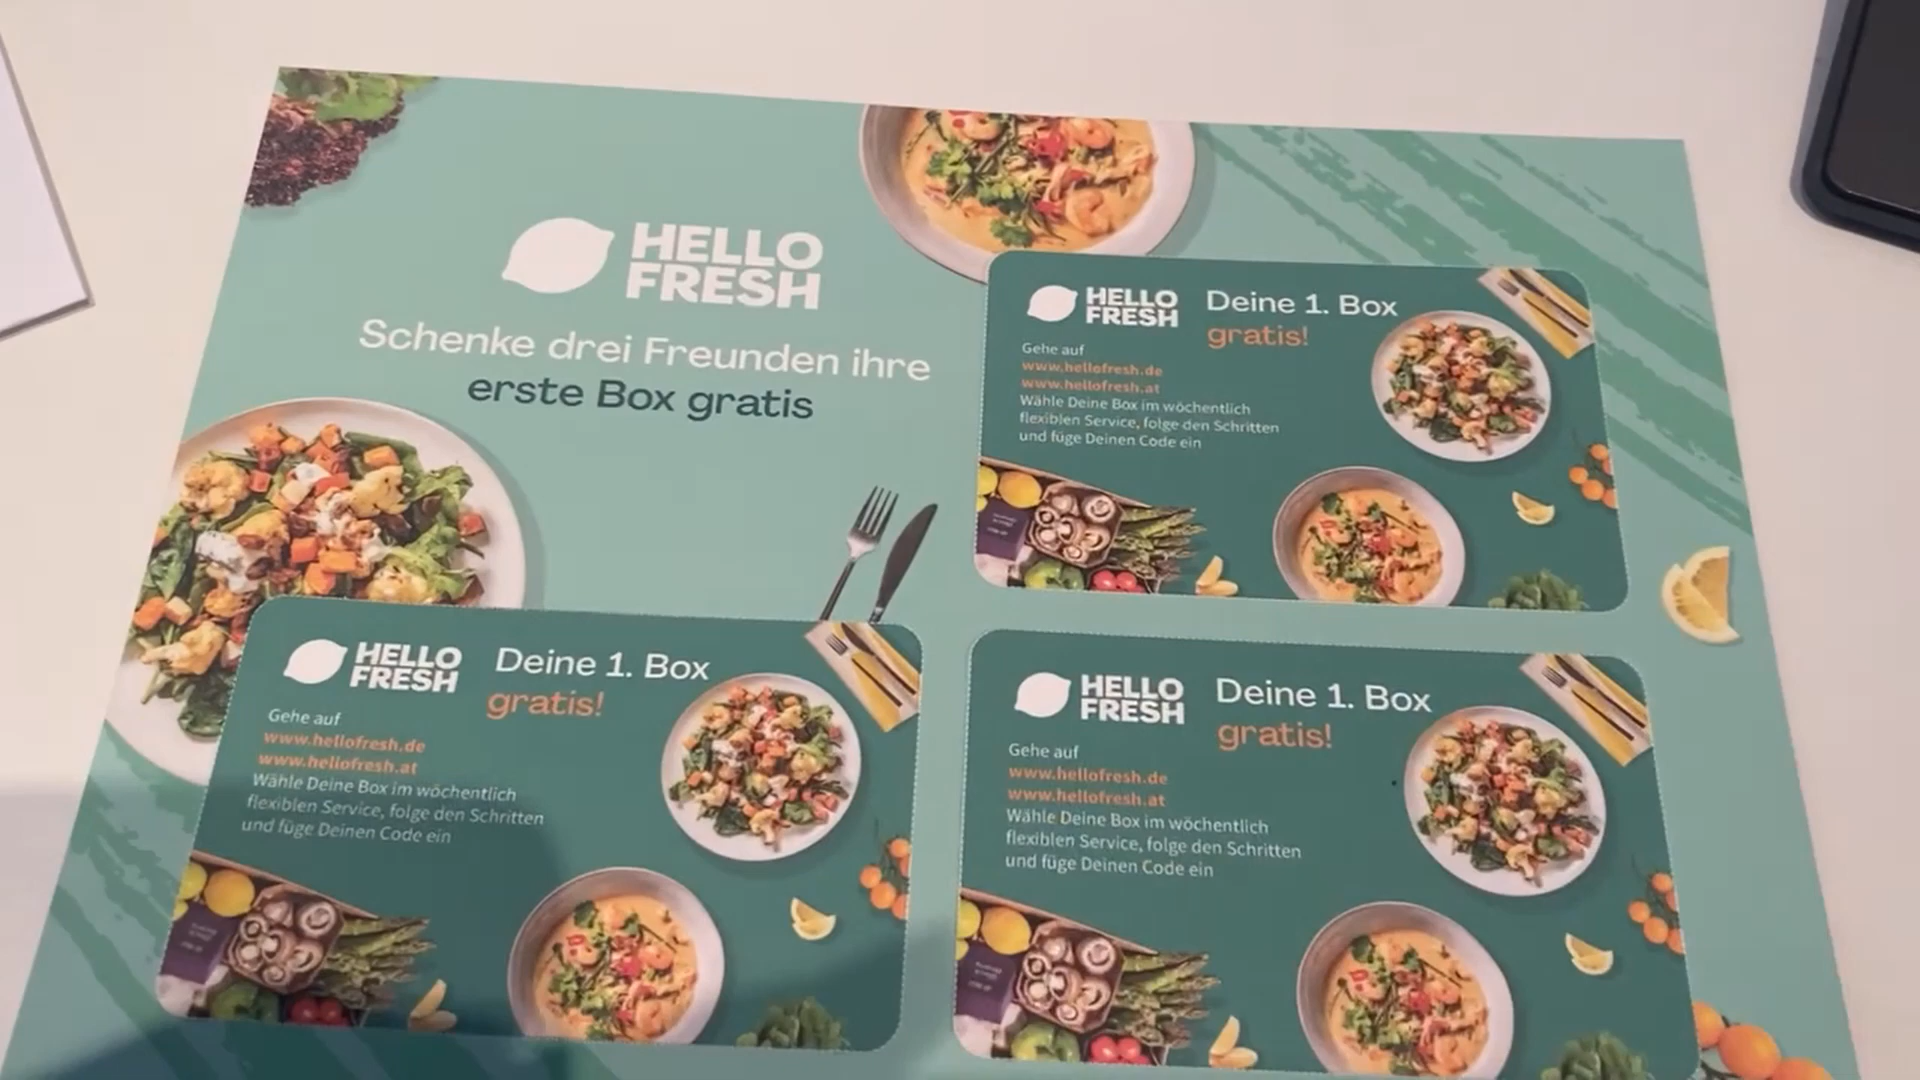 HELLO
FRESH
Schenke drei Freunden ihre
erste Box gratis
HELLO
FRESH
Deine 1. Box
gratis!
Gehe auf
www.hellofresh.de
www.hellofresh.at
Wähle Deine Box im wöchentlich
flexiblen Service, folge den Schritten
und füge Deinen Code ein
HELLO
FRESH
Deine 1. Box
gratis!
Gehe auf
www.hellofresh.de
www.hellofresh.at
Wähle Deine Box im wöchentlich
flexiblen Service, folge den Schritten
und füge Deinen Code ein
HELLO
FRESH
Deine 1. Box
gratis!
Gehe auf
www.hellofresh.de
www.hellofresh.at
Wähle Deine Box im wöchentlich
flexiblen Service, folge den Schritten
und füge Deinen Code ein